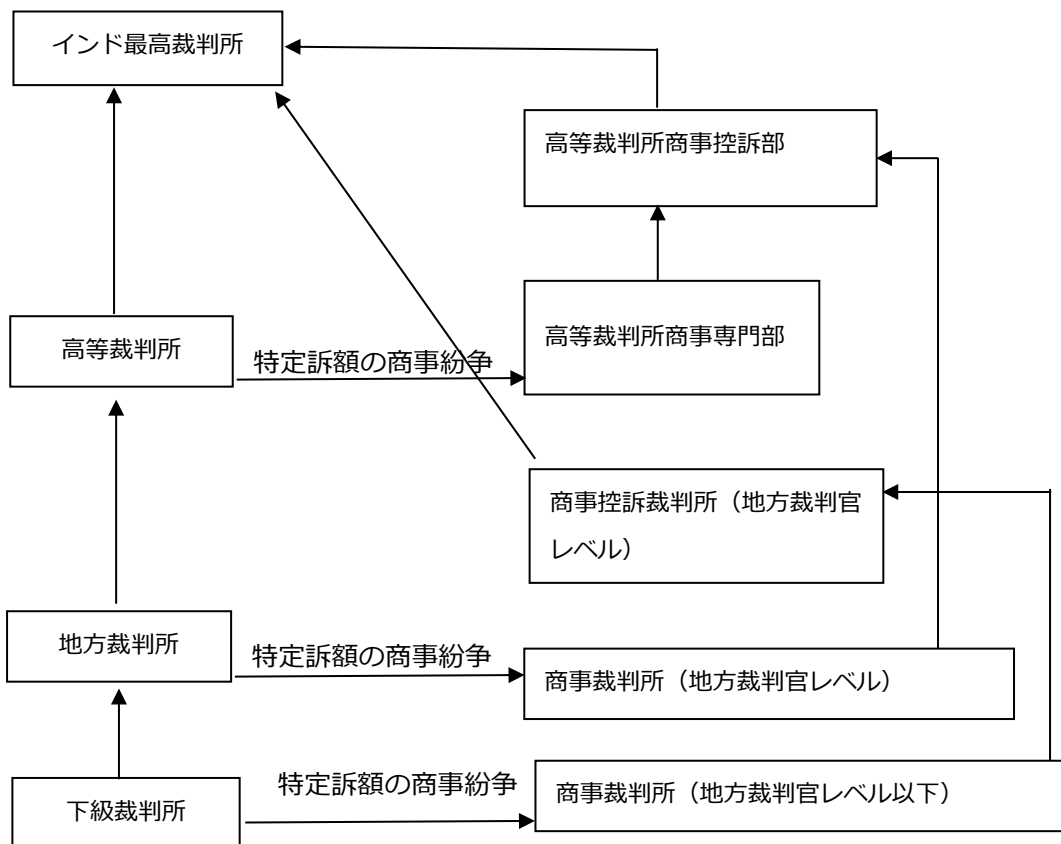 インド最高裁判所
高等裁判所商事控訴部
高等裁判所
特定訴額の商事紛争
高等裁判所商事専門部
商事控訴裁判所（地方裁判官
レベル）
地方裁判所
特定訴額の商事紛争
商事裁判所（地方裁判官レベル）
下級裁判所
特定訴額の商事紛争
商事裁判所（地方裁判官レベル以下）